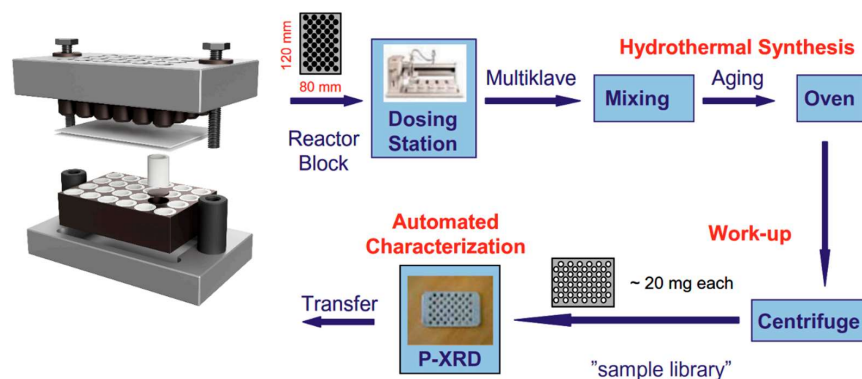 120 mm
80 mm
Reactor
Block
Dosing
Station
Multiklave
Hydrothermal Synthesis
Mixing
Aging
Oven
Work-up
Centrifuge
~ 20 mg each
"sample library"
Automated
Characterization
P-XRD
Transfer